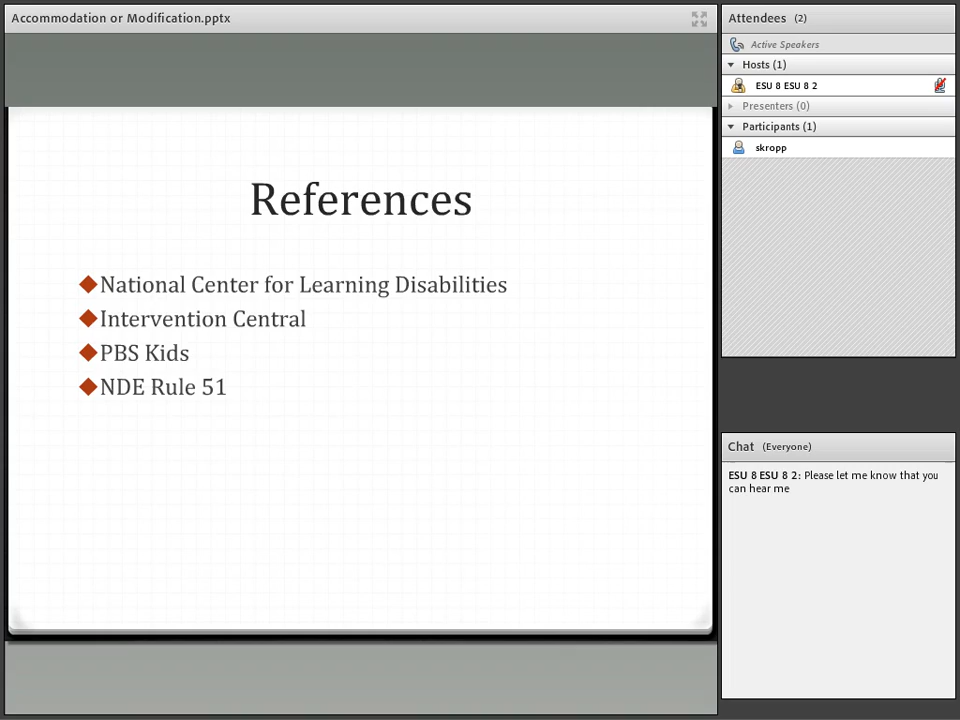 Accommodation or Modification.pptx
References
National Center for Learning Disabilities
Intervention Central
PBS Kids
NDE Rule 51
Attendees (2)
Active Speakers
Hosts (1)
ESU 8 ESU 8 2
Presenters (0)
Participants (1)
skropp
Chat (Everyone)
ESU 8 ESU 8 2: Please let me know that you
can hear me